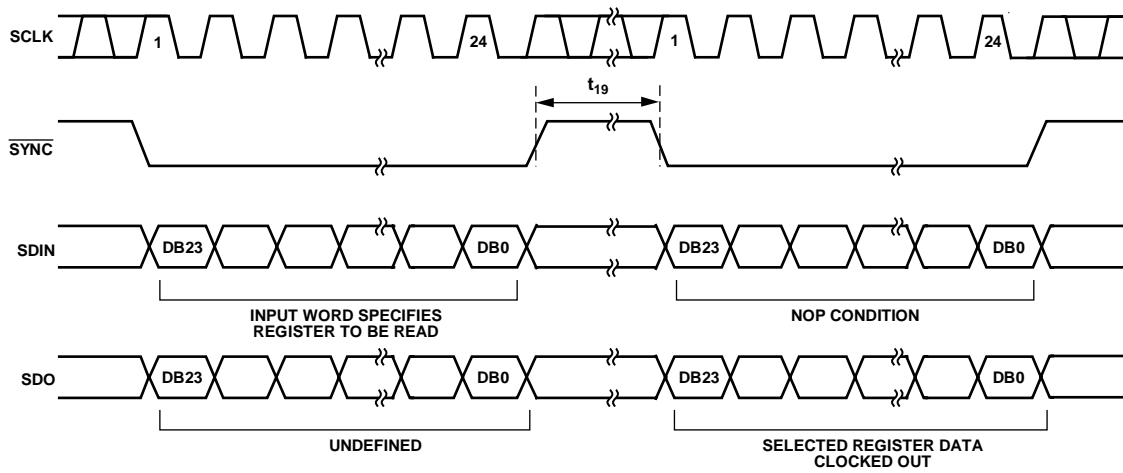 SCLK
1
24
1
24
t19
SYNC
SDIN
DB23
DB0
DB23
DB0
INPUT WORD SPECIFIES
REGISTER TO BE READ
NOP CONDITION
SDO
DB23
DB0
DB23
DB0
UNDEFINED
SELECTED REGISTER DATA
CLOCKED OUT